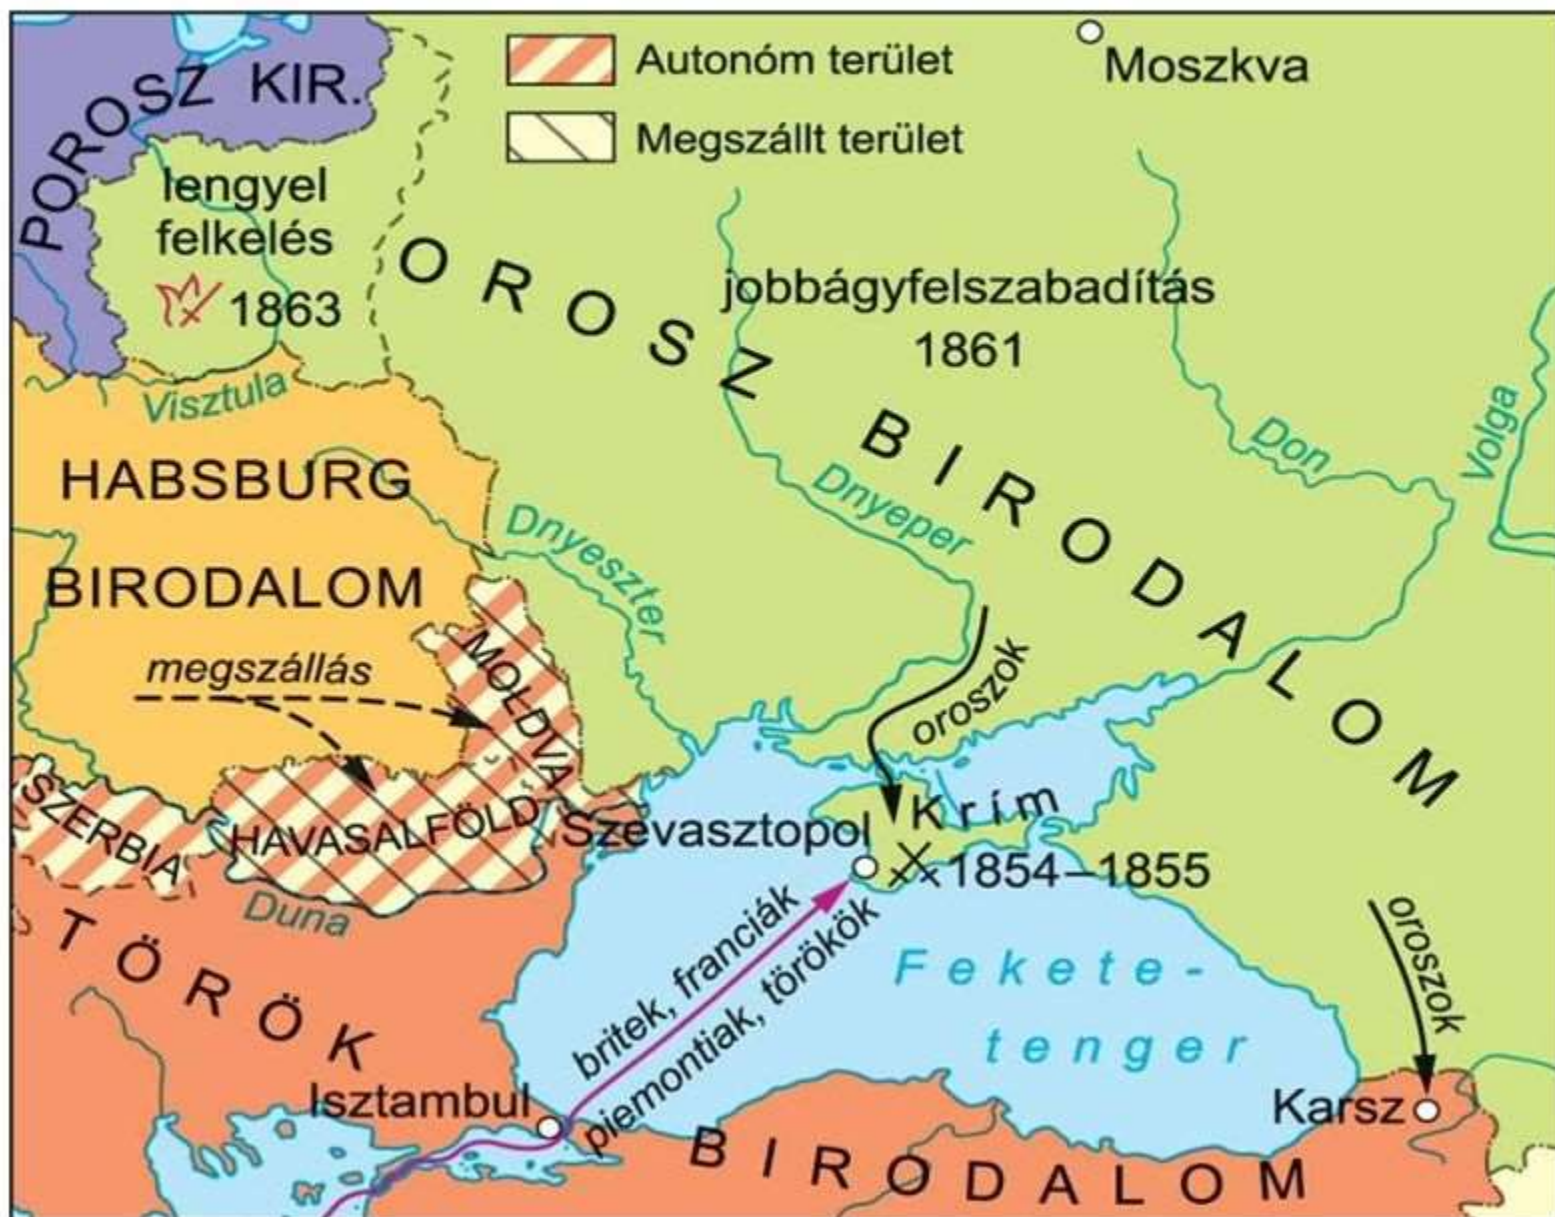 POROSZ KIR.
Autonóm terület
Megszállt terület
Moszkva
lengyel
felkelés
1863
OROSZ BIRODALOM
jobbágyfelszabadítás
1861
Visztula
Don
Volga
HABSBURG
BIRODALOM
Dnyeszter
Dnyeper
megszállás
MOLDVA
oroszok
SZERBIA
HAVASALFÖLD
Szevasztopol
Krím
1854–1855
Duna
TÖRÖK
BIRODALOM
britek, franciák
piemontiak, törökök
Fekete-
tenger
oroszok
Isztambul
Karsz